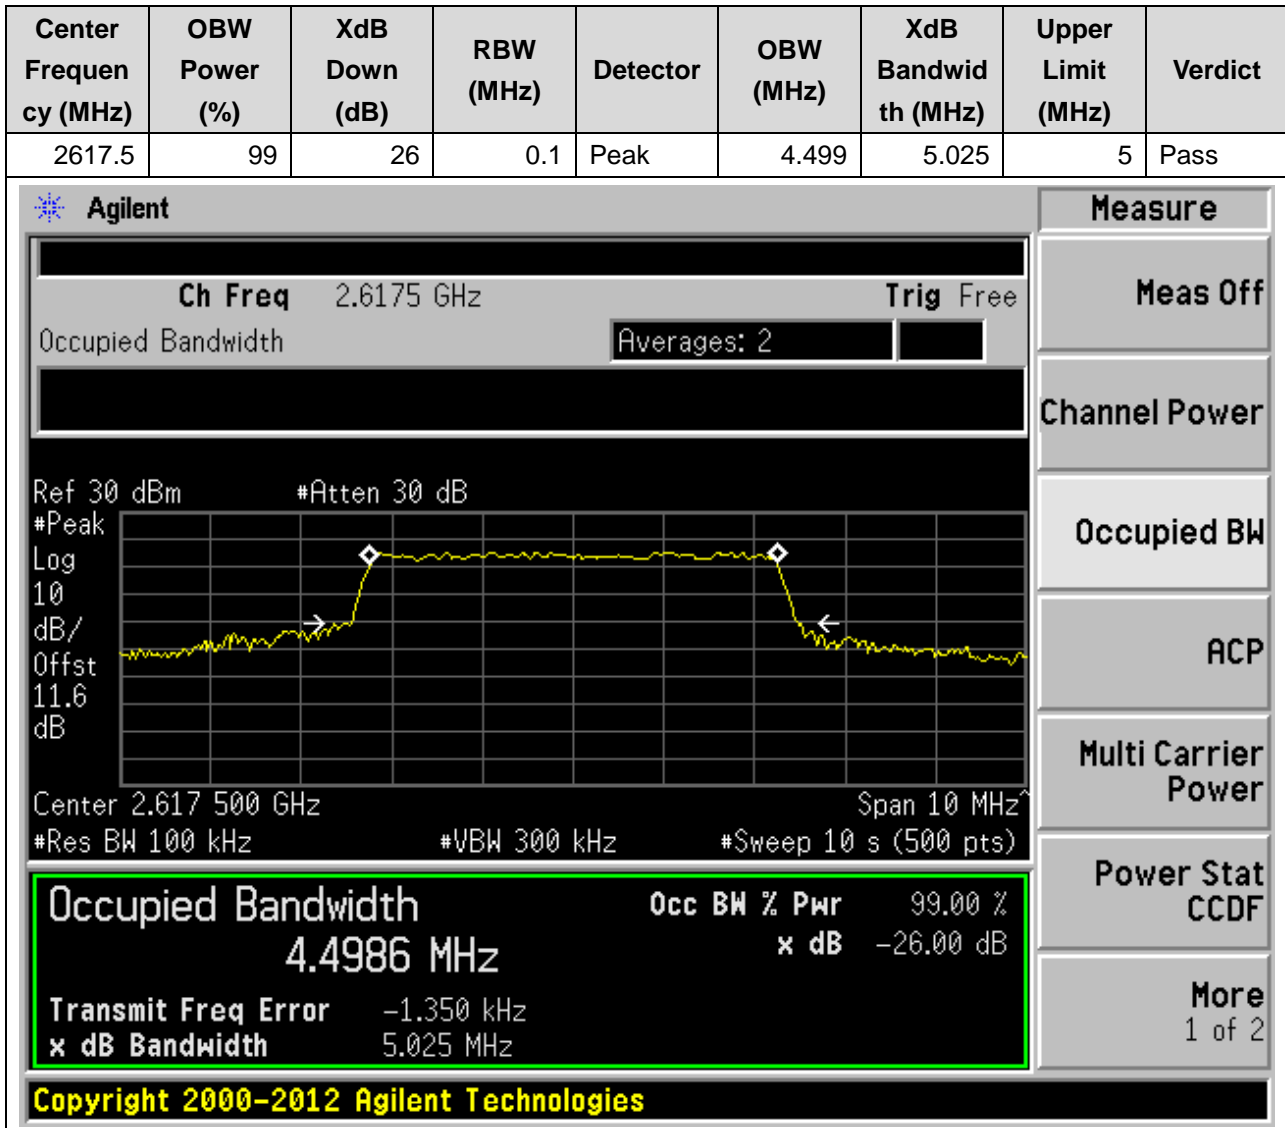 Center Frequen cy (MHz) OBW Power (%) XdB Down (dB) RBW (MHz) Detector OBW (MHz) XdB Bandwid th (MHz) Upper Limit (MHz) Verdict
2617.5 99 26 0.1 Peak 4.499 5.025 5 Pass
Agilent
Measure
Ch Freq 2.6175 GHz Trig Free
Meas Off
Occupied Bandwidth Averages: 2
Channel Power
Ref 30 dBm #Atten 30 dB
#Peak
Log
10
dB/
Offst
11.6
dB
Occupied BW
ACP
Multi Carrier
Power
Center 2.617 500 GHz Span 10 MHz^
#Res BW 100 kHz #VBW 300 kHz #Sweep 10 s (500 pts)
Power Stat
CCDF
Occupied Bandwidth Occ BW % Pwr 99.00 %
4.4986 MHz x dB -26.00 dB
Transmit Freq Error -1.350 kHz
x dB Bandwidth 5.025 MHz
More
1 of 2
Copyright 2000-2012 Agilent Technologies